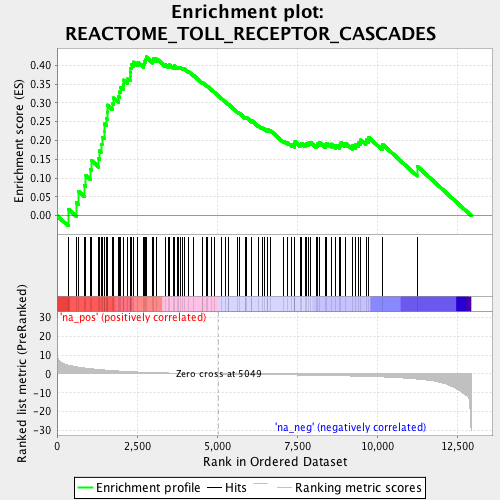 Enrichment plot:
REACTOME_TOLL_RECEPTOR_CASCADES
Enrichment score (ES)
0.40
0.35
0.30
0.25
0.20
0.15
0.10
0.05
0.00
'na_pos' (positively correlated)
Ranked list metric (PreRanked)
30
20
10
0
-10
-20
-30
Zero cross at 5049
'na_neg' (negatively correlated)
0
2,500
5,000
7,500
10,000
12,500
Rank in Ordered Dataset
Enrichment profile
Hits
Ranking metric scores